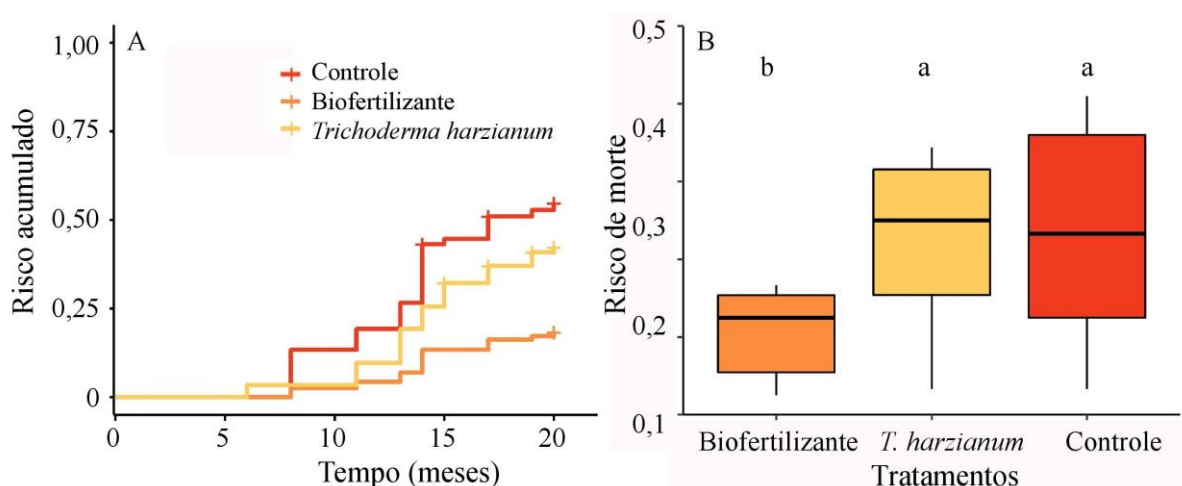 A
1,00
0,75
0,50
0,25
0
Risco acumulado
Controle
Biofertilizante
Trichoderma harzianum
0 5 10 15 20
Tempo (meses)
B
0,5
0,4
0,3
0,2
0,1
Risco de morte
b a a
Biofertilizante T. harzianum Controle
Tratamentos